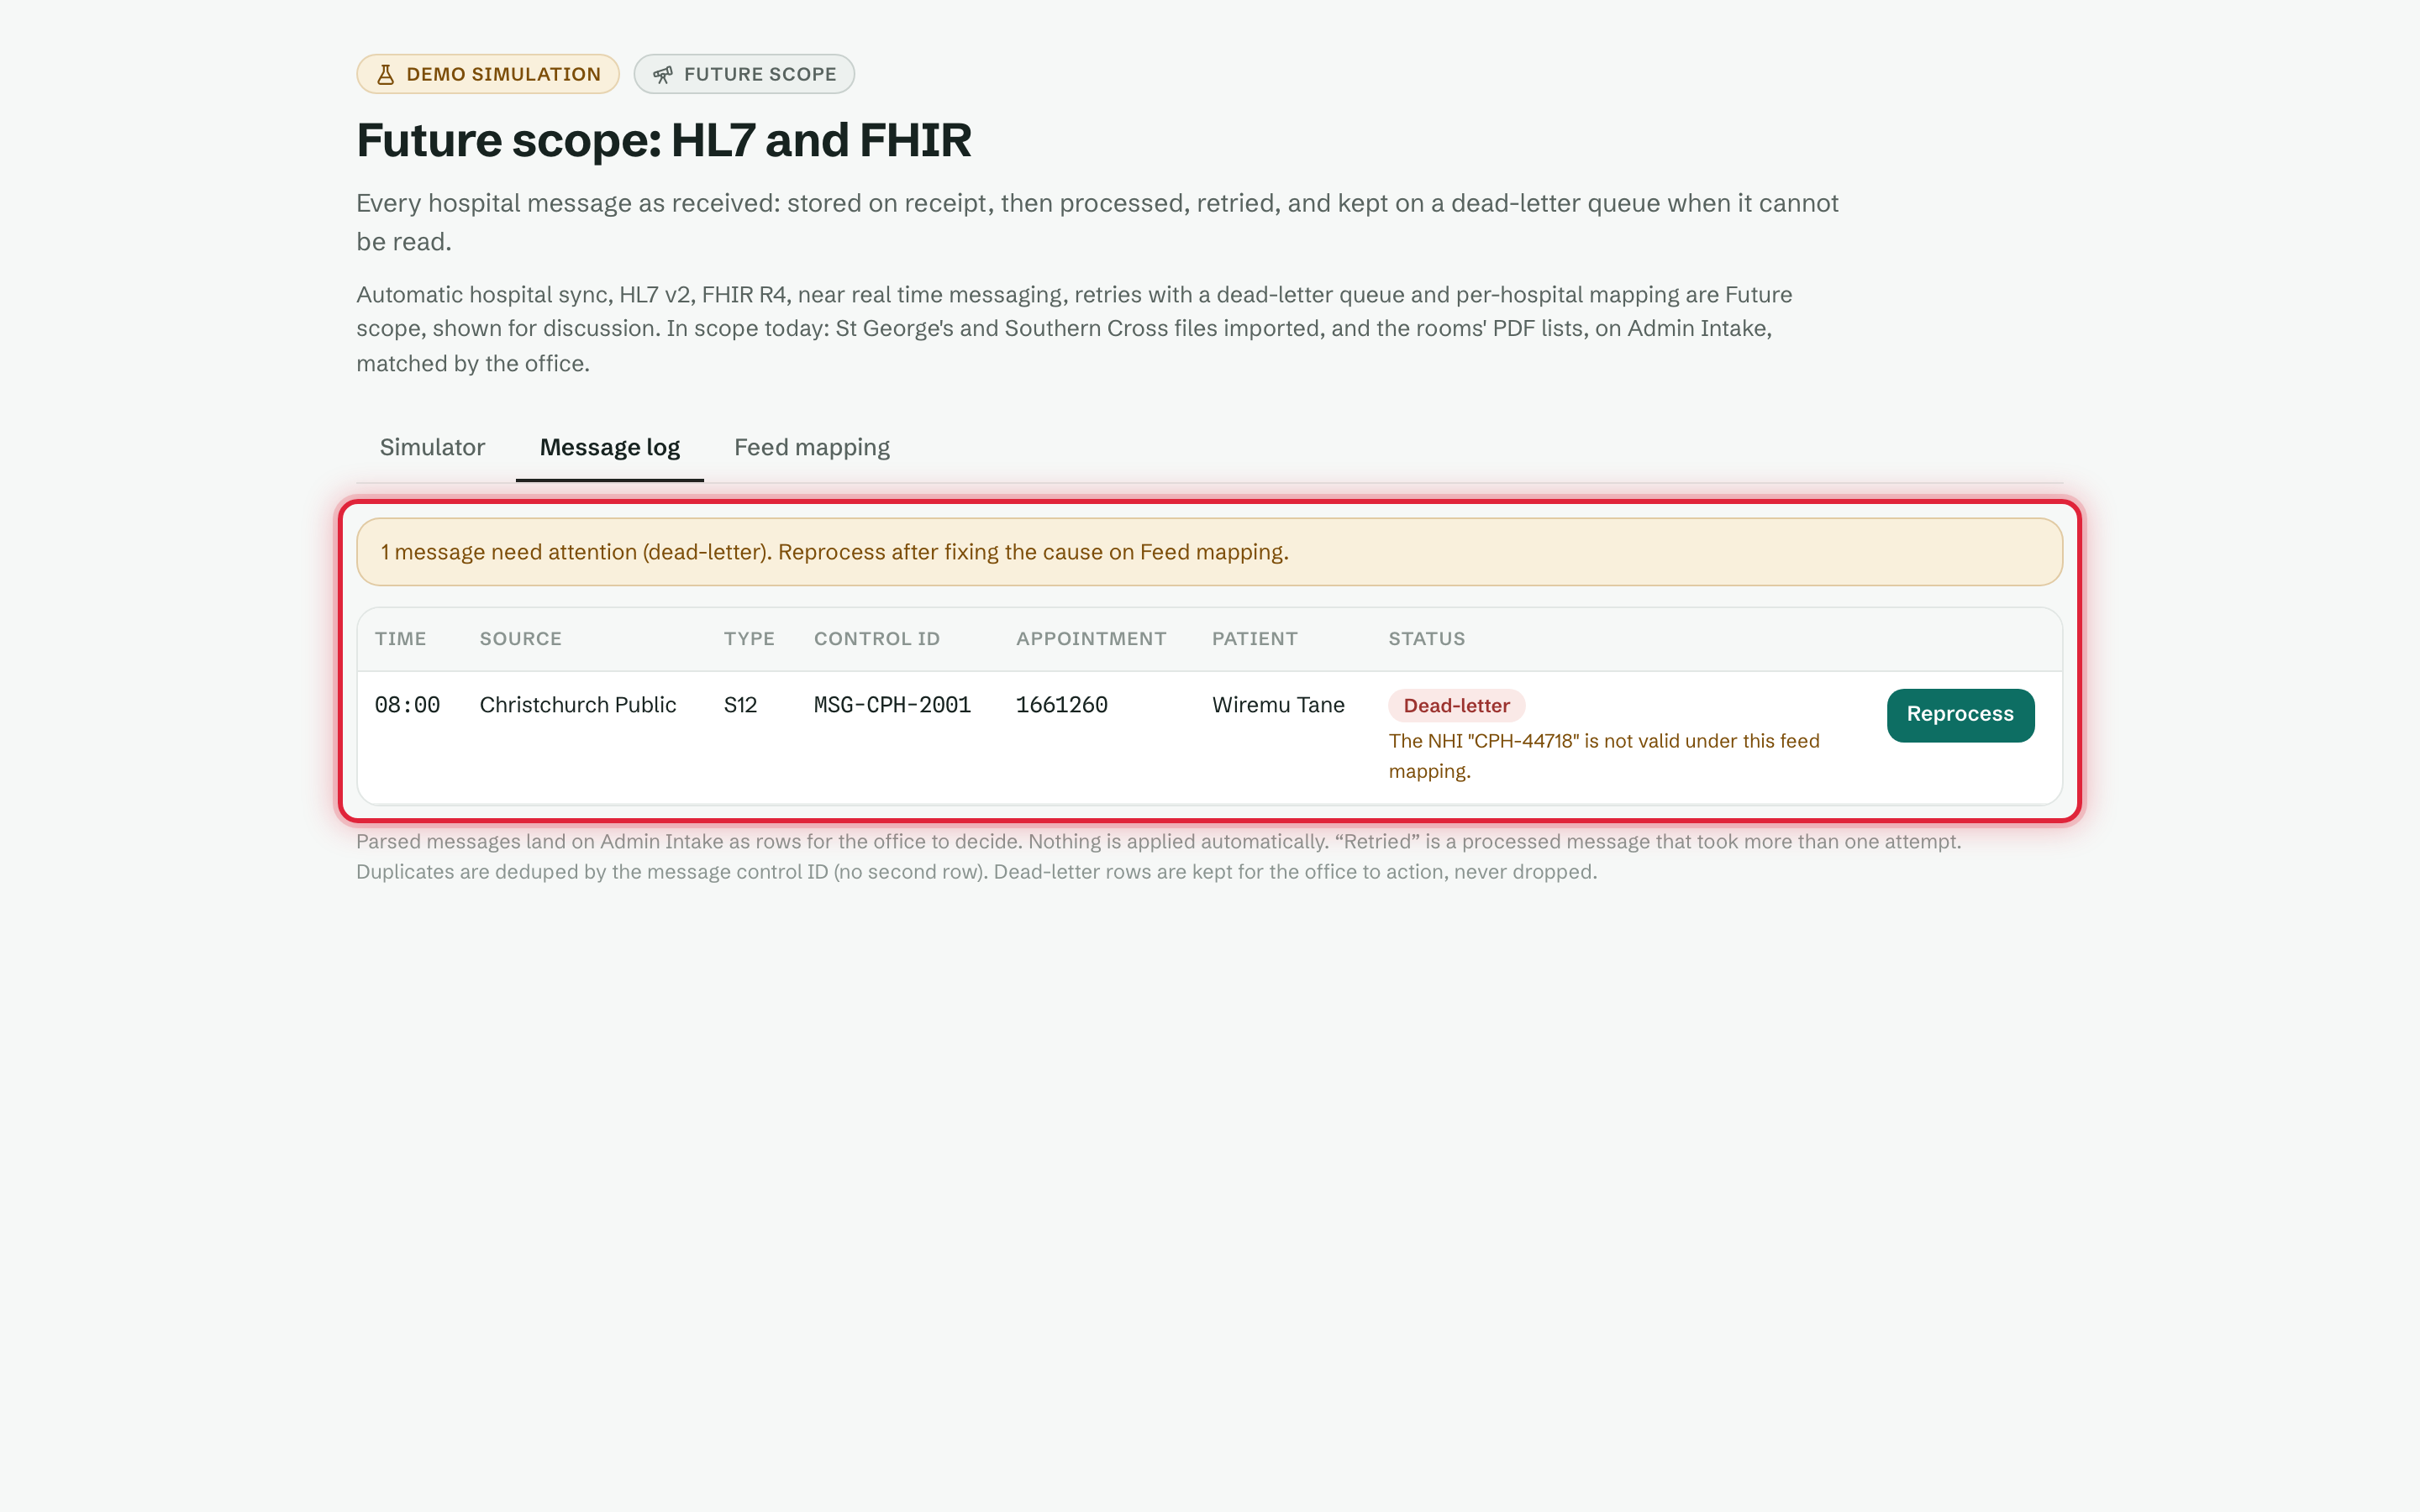 DEMO SIMULATION
FUTURE SCOPE
Future scope: HL7 and FHIR
Every hospital message as received: stored on receipt, then processed, retried, and kept on a dead-letter queue when it cannot
be read.
Automatic hospital sync, HL7 v2, FHIR R4, near real time messaging, retries with a dead-letter queue and per-hospital mapping are Future
scope, shown for discussion. In scope today: St George's and Southern Cross files imported, and the rooms' PDF lists, on Admin Intake,
matched by the office.
Simulator Message log Feed mapping
1 message need attention (dead-letter). Reprocess after fixing the cause on Feed mapping.
TIME SOURCE TYPE CONTROL ID APPOINTMENT PATIENT STATUS
08:00 Christchurch Public S12 MSG-CPH-2001 1661260 Wiremu Tane Dead-letter Reprocess
The NHI "CPH-44718" is not valid under this feed
mapping.
Parsed messages land on Admin Intake as rows for the office to decide. Nothing is applied automatically. “Retried” is a processed message that took more than one attempt.
Duplicates are deduped by the message control ID (no second row). Dead-letter rows are kept for the office to action, never dropped.